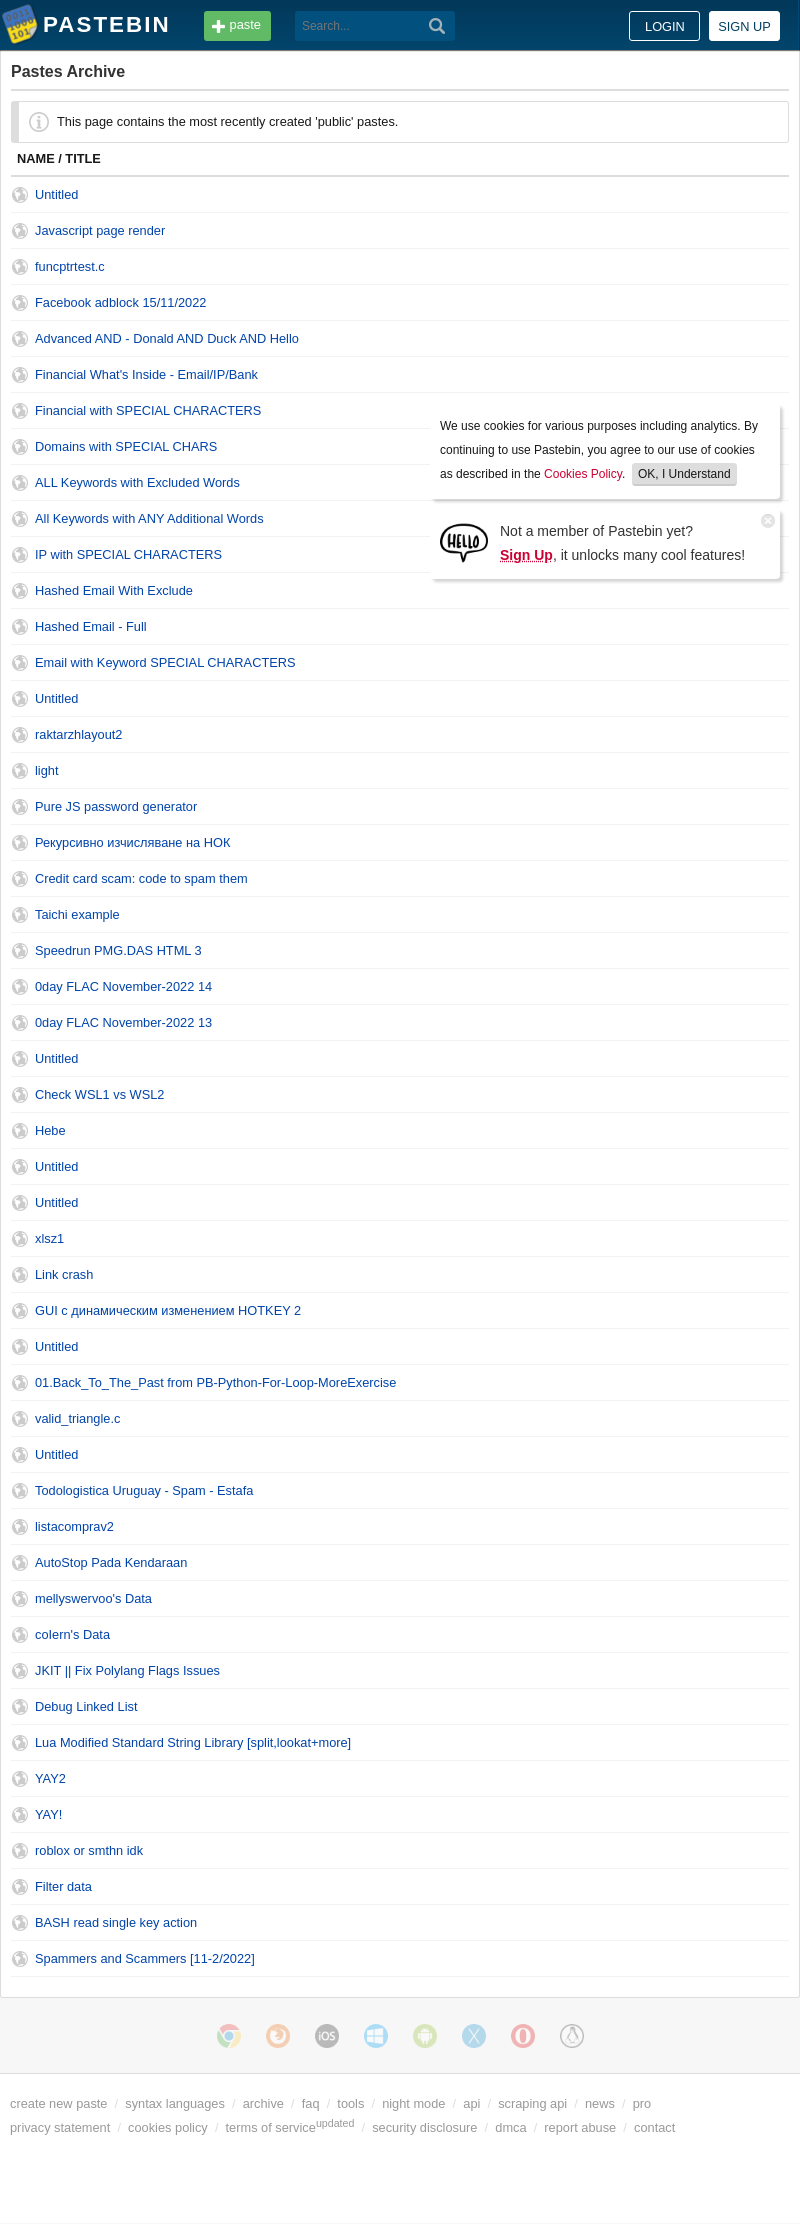 PASTEBIN
paste
Search...
LOGIN
SIGN UP
Pastes Archive
This page contains the most recently created 'public' pastes.
NAME / TITLE
Untitled
Javascript page render
funcptrtest.c
Facebook adblock 15/11/2022
Advanced AND - Donald AND Duck AND Hello
Financial What's Inside - Email/IP/Bank
Financial with SPECIAL CHARACTERS
Domains with SPECIAL CHARS
ALL Keywords with Excluded Words
All Keywords with ANY Additional Words
IP with SPECIAL CHARACTERS
We use cookies for various purposes including analytics. By
continuing to use Pastebin, you agree to our use of cookies
as described in the Cookies Policy. OK, I Understand
HELLO
Not a member of Pastebin yet?
Sign Up, it unlocks many cool features!
Hashed Email With Exclude
Hashed Email - Full
Email with Keyword SPECIAL CHARACTERS
Untitled
raktarzhlayout2
light
Pure JS password generator
Рекурсивно изчисляване на НОК
Credit card scam: code to spam them
Taichi example
Speedrun PMG.DAS HTML 3
0day FLAC November-2022 14
0day FLAC November-2022 13
Untitled
Check WSL1 vs WSL2
Hebe
Untitled
Untitled
xlsz1
Link crash
GUI с динамическим изменением HOTKEY 2
Untitled
01.Back_To_The_Past from PB-Python-For-Loop-MoreExercise
valid_triangle.c
Untitled
Todologistica Uruguay - Spam - Estafa
listacomprav2
AutoStop Pada Kendaraan
mellyswervoo's Data
coIern's Data
JKIT || Fix Polylang Flags Issues
Debug Linked List
Lua Modified Standard String Library [split,lookat+more]
YAY2
YAY!
roblox or smthn idk
Filter data
BASH read single key action
Spammers and Scammers [11-2/2022]
iOS
create new paste / syntax languages / archive / faq / tools / night mode / api / scraping api / news / pro
privacy statement / cookies policy / terms of service updated / security disclosure / dmca / report abuse / contact